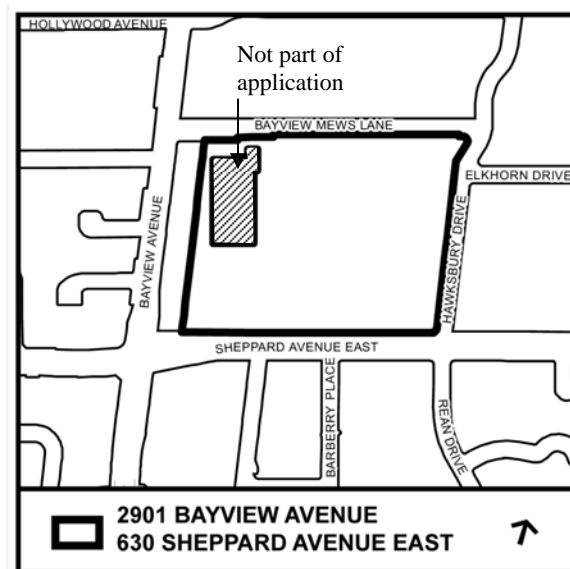 HOLLYWOOD AVENUE
Not part of
application
BAYVIEW MEWS LANE
ELKHORN DRIVE
BAYVIEW AVENUE
HAWKSBURY DRIVE
SHEPPARD AVENUE EAST
BARBERRY PLACE
REAN DRIVE
2901 BAYVIEW AVENUE
630 SHEPPARD AVENUE EAST